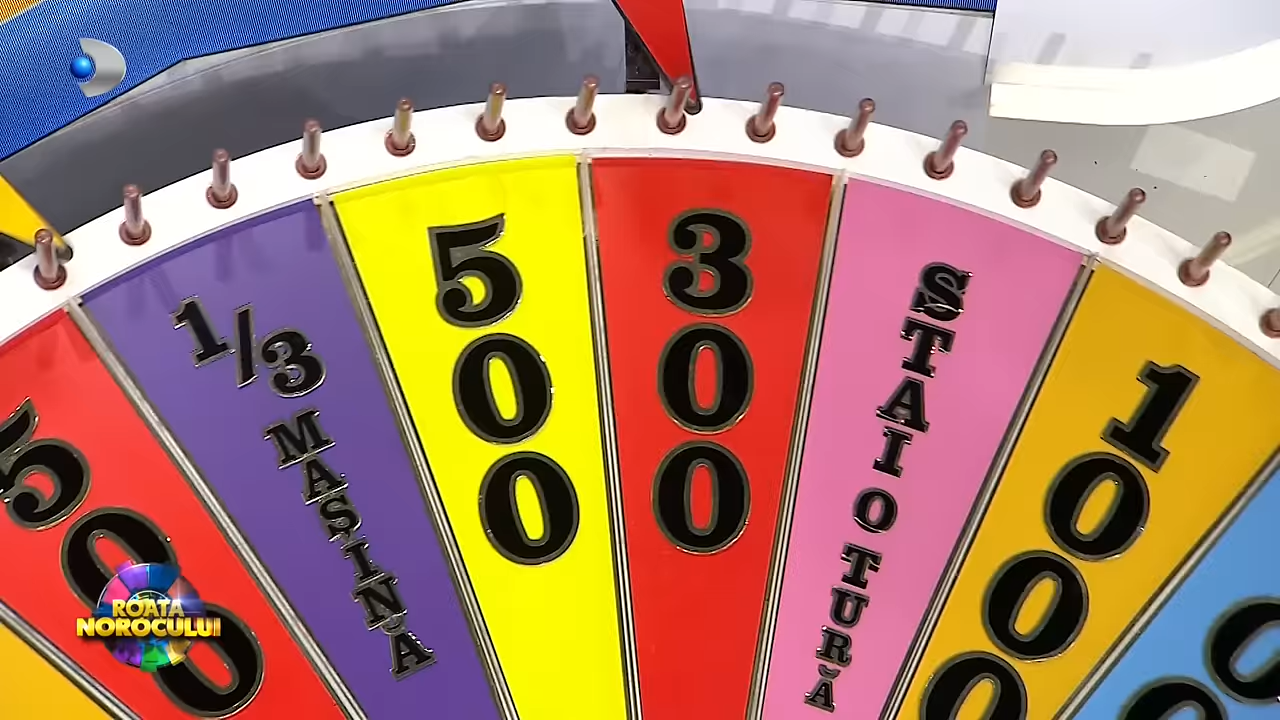 500
1/3 MAȘINĂ
500
300
STAI O TURĂ
1000
ROATA
NOROCULUI